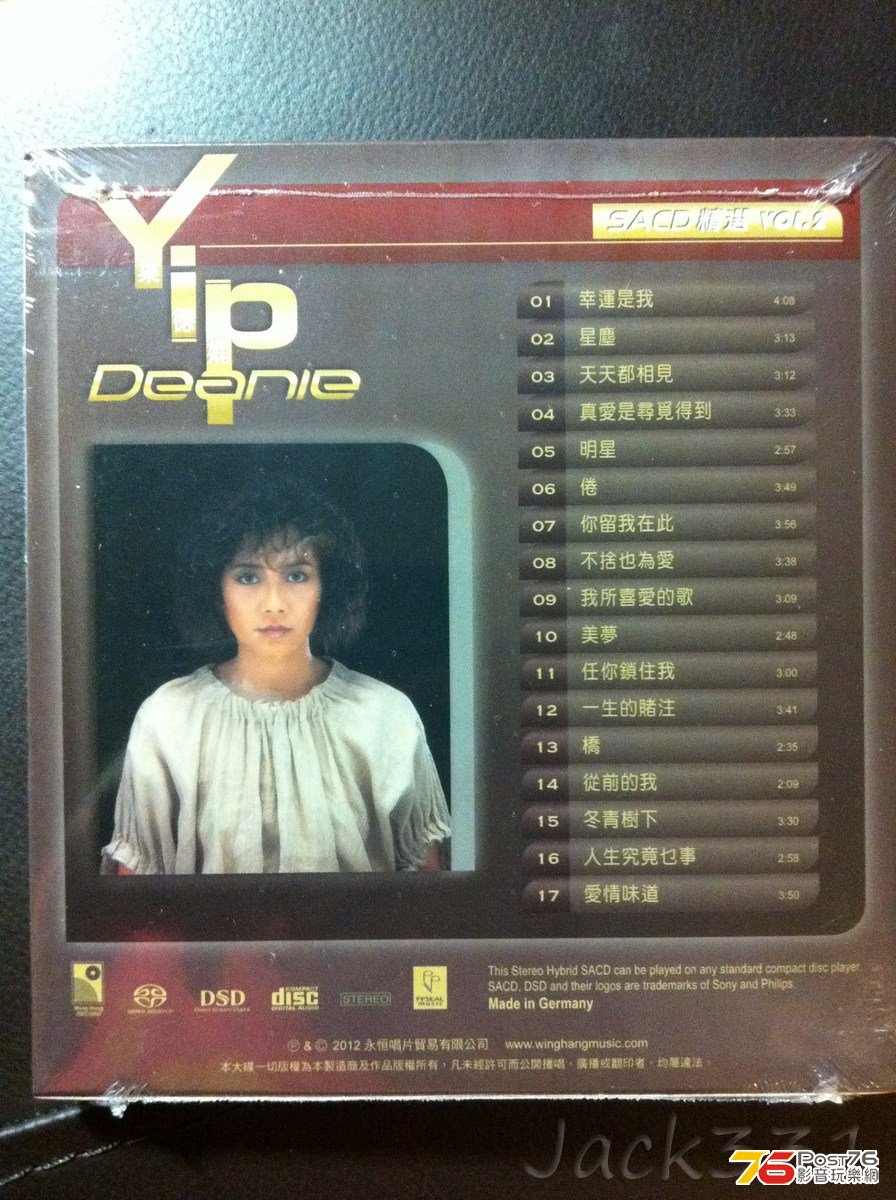 Yip
葉
德
嫻
Deanie
SACD 精選 VOL.2
01 幸運是我 4:08
02 星塵 3:13
03 天天都相見 3:12
04 真愛是尋覓得到 3:33
05 明星 2:57
06 倦 3:49
07 你留我在此 3:56
08 不捨也為愛 3:38
09 我所喜愛的歌 3:09
10 美夢 2:48
11 任你鎖住我 3:00
12 一生的賭注 3:41
13 橋 2:35
14 從前的我 2:09
15 冬青樹下 3:30
16 人生究竟乜事 2:58
17 愛情味道 3:50
DSD
Direct Stream Digital
COMPACT
disc
DIGITAL AUDIO
STEREO
This Stereo Hybrid SACD can be played on any standard compact disc player.
SACD, DSD and their logos are trademarks of Sony and Philips.
Made in Germany
℗ & © 2012 永恒唱片貿易有限公司 www.winghangmusic.com
本大碟一切版權為本製造商及作品版權所有，凡未經許可而公開播唱、廣播或翻印者，均屬違法。
Jack331
76 POST76
影音玩樂網